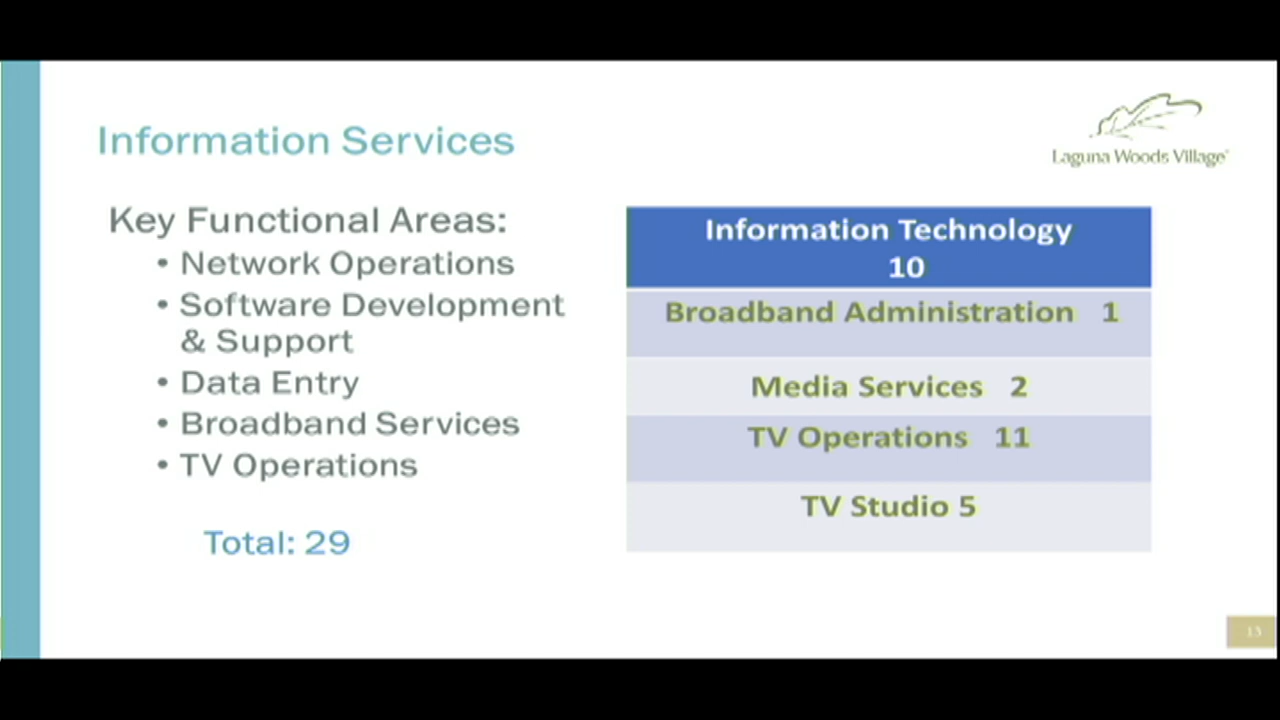 Information Services
Laguna Woods Village
Key Functional Areas:
• Network Operations
• Software Development
& Support
• Data Entry
• Broadband Services
• TV Operations
Total: 29
Information Technology
10
Broadband Administration 1
Media Services 2
TV Operations 11
TV Studio 5
13